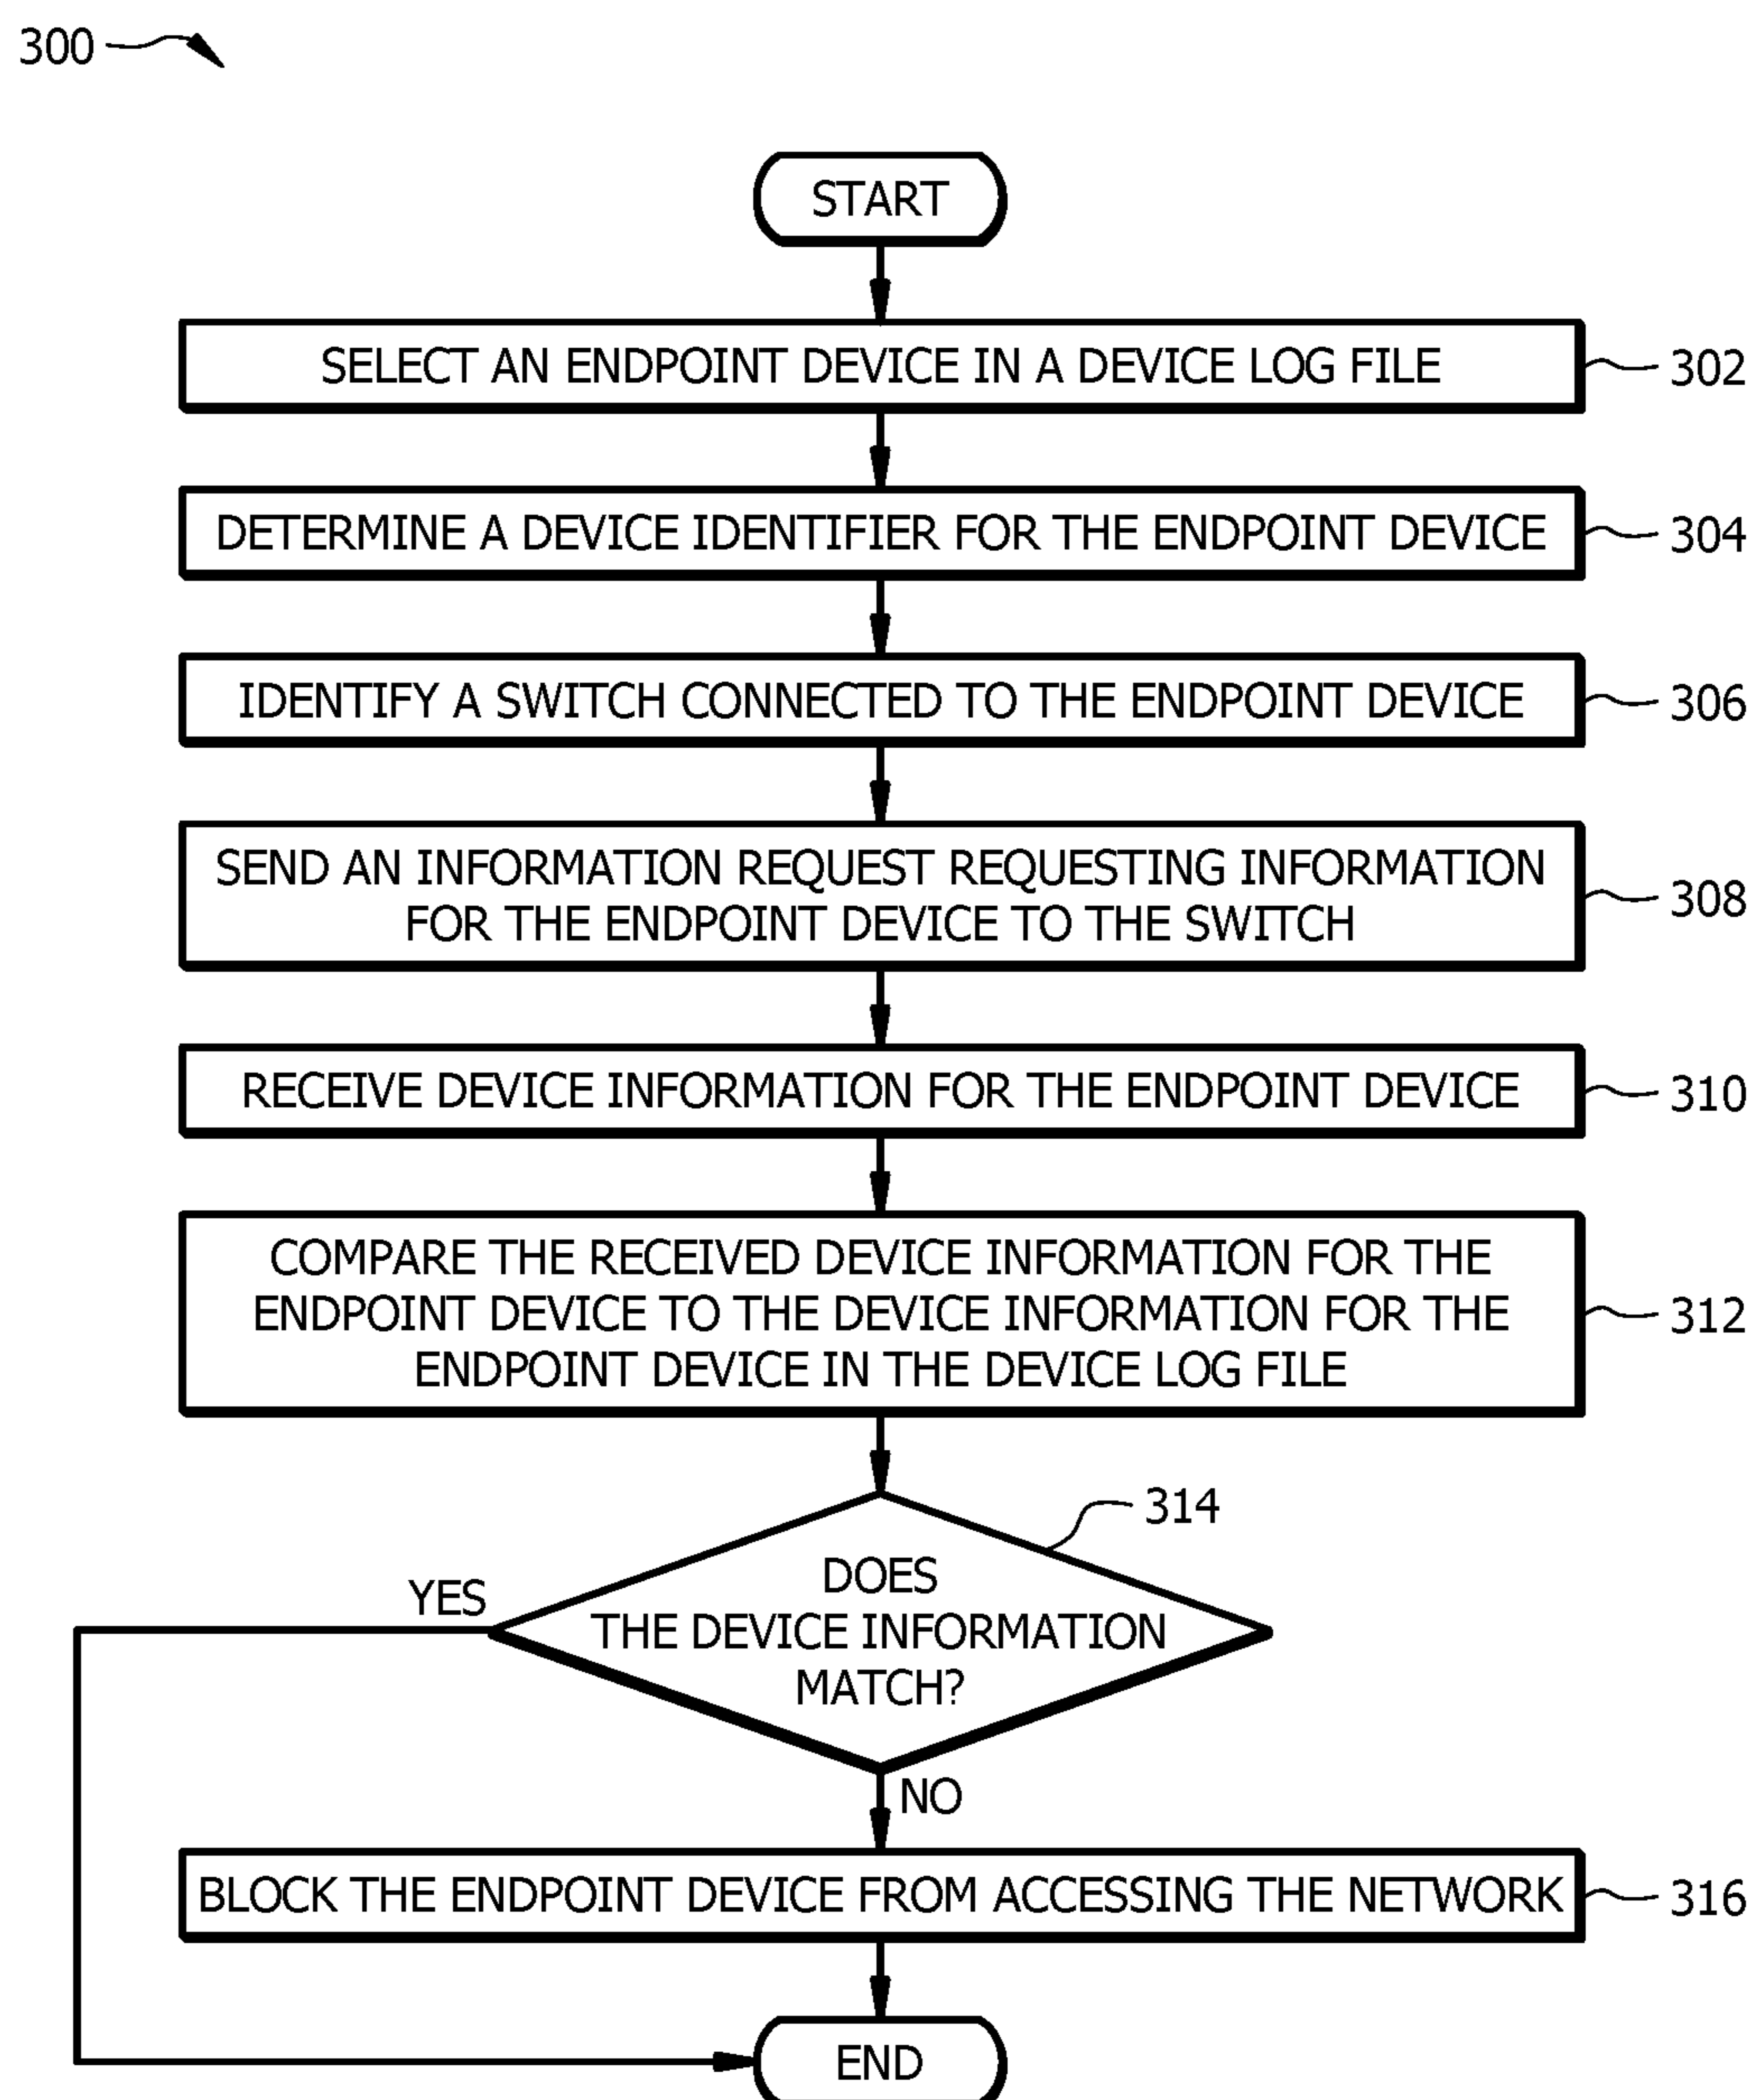 300
START
SELECT AN ENDPOINT DEVICE IN A DEVICE LOG FILE
302
DETERMINE A DEVICE IDENTIFIER FOR THE ENDPOINT DEVICE
304
IDENTIFY A SWITCH CONNECTED TO THE ENDPOINT DEVICE
306
SEND AN INFORMATION REQUEST REQUESTING INFORMATION
FOR THE ENDPOINT DEVICE TO THE SWITCH
308
RECEIVE DEVICE INFORMATION FOR THE ENDPOINT DEVICE
310
COMPARE THE RECEIVED DEVICE INFORMATION FOR THE
ENDPOINT DEVICE TO THE DEVICE INFORMATION FOR THE
ENDPOINT DEVICE IN THE DEVICE LOG FILE
312
314
DOES
THE DEVICE INFORMATION
MATCH?
YES
NO
BLOCK THE ENDPOINT DEVICE FROM ACCESSING THE NETWORK
316
END